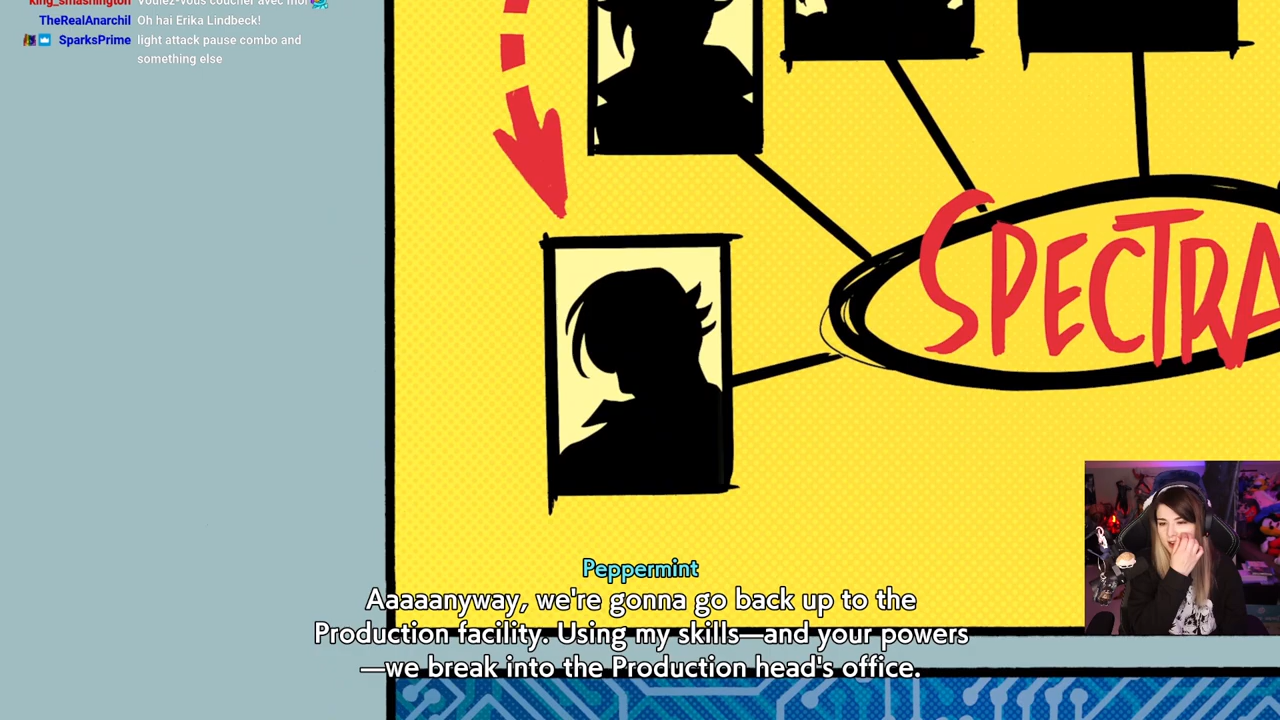 king_smashington Voulez-vous coucher avec moi
TheRealAnarchil Oh hai Erika Lindbeck!
SparksPrime light attack pause combo and
something else
SPECTRA
Peppermint
Aaaaanyway, we're gonna go back up to the
Production facility. Using my skills—and your powers
—we break into the Production head's office.